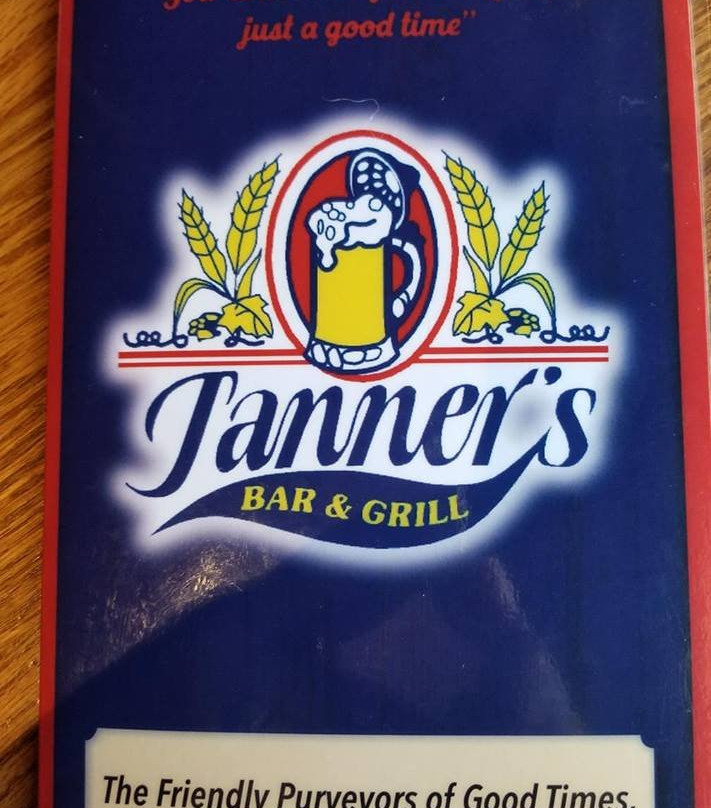 just a good time”
Tanner's
BAR & GRILL
The Friendly Purveyors of Good Times.